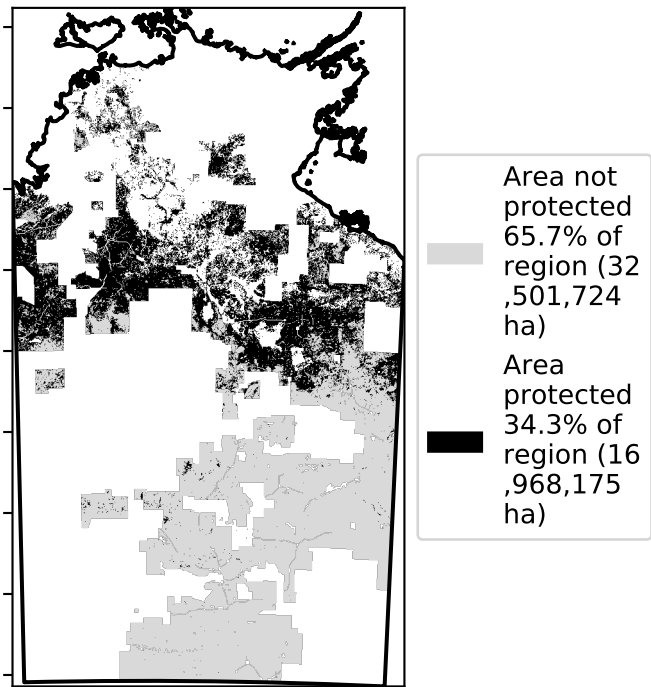 Area not
protected
65.7% of
region (32
,501,724
ha)
Area
protected
34.3% of
region (16
,968,175
ha)